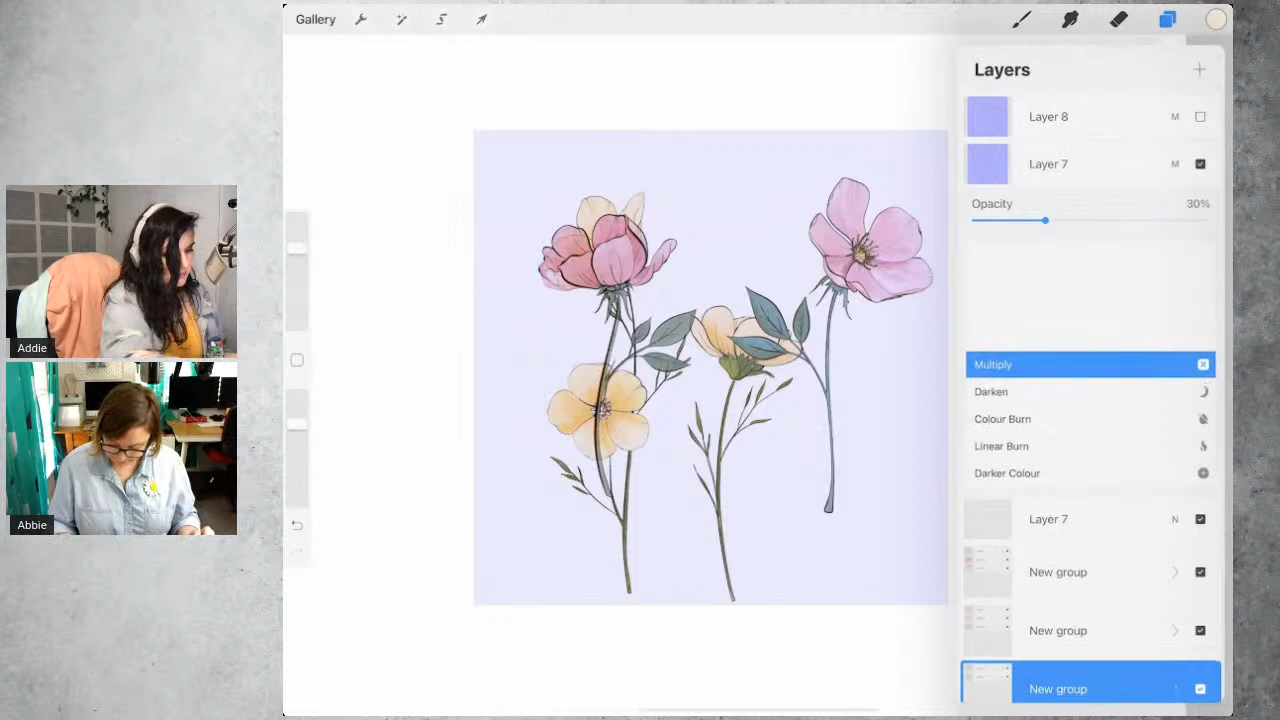 Gallery
Layers
Layer 8 M
Layer 7 M
Opacity 30%
Multiply
Darken
Colour Burn
Linear Burn
Darker Colour
Layer 7 N
New group
New group
New group
Addie
Abbie